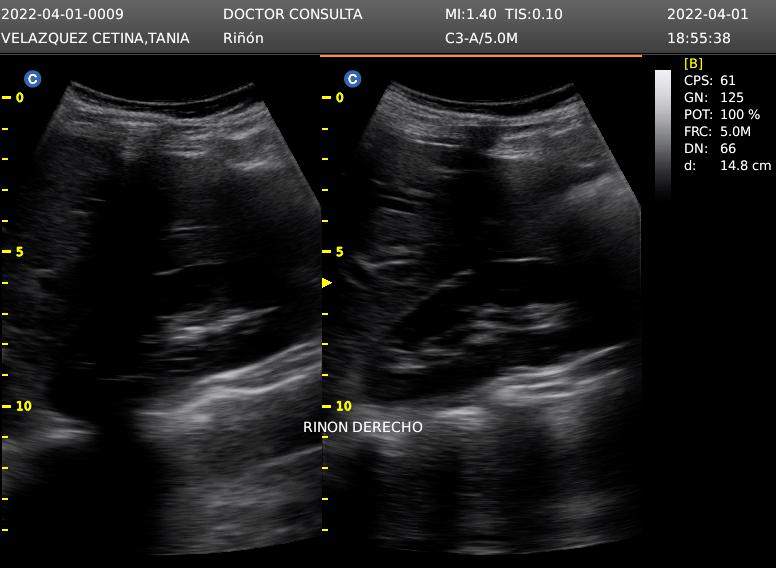 2022-04-01-0009 DOCTOR CONSULTA MI:1.40 TIS:0.10 2022-04-01
VELAZQUEZ CETINA,TANIA Riñón C3-A/5.0M 18:55:38
[B]
CPS: 61
GN: 125
POT: 100 %
FRC: 5.0M
DN: 66
d: 14.8 cm
C C
0 0
5 5
10 10
RINON DERECHO